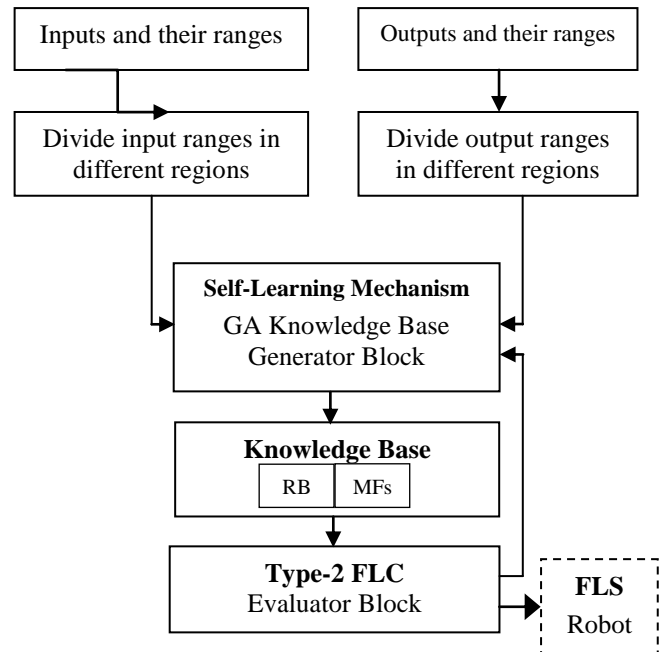 Inputs and their ranges
Outputs and their ranges
Divide input ranges in
different regions
Divide output ranges
in different regions
Self-Learning Mechanism
GA Knowledge Base
Generator Block
Knowledge Base
RB
MFs
Type-2 FLC
Evaluator Block
FLS
Robot